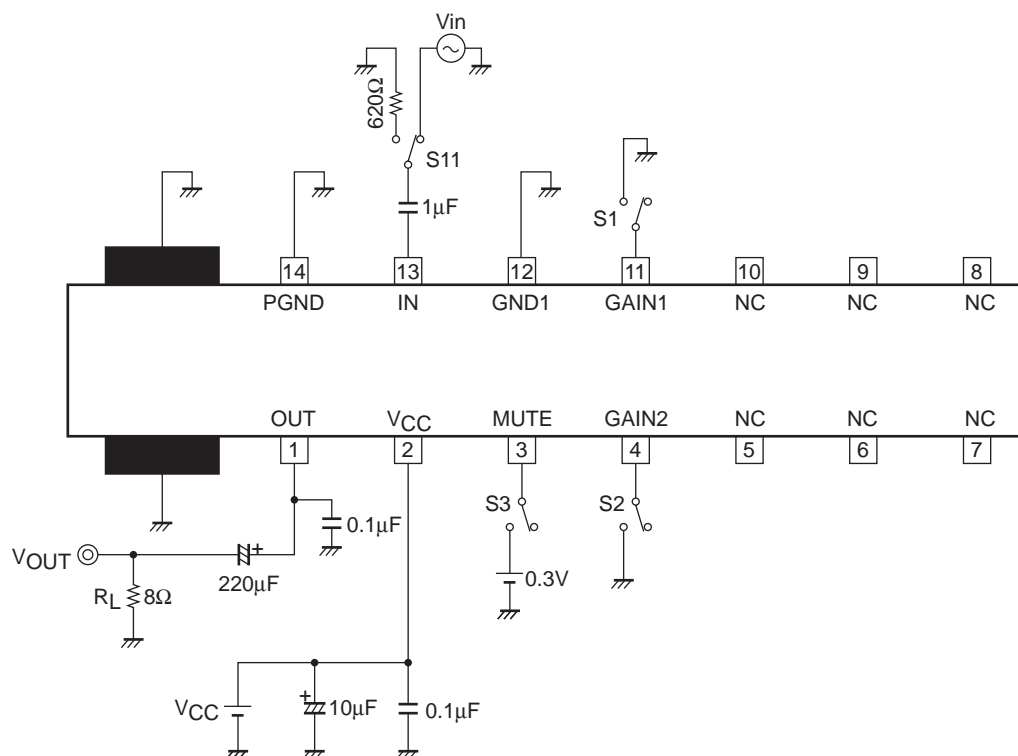 Vin
620Ω
S11
1μF
S1
14
13
12
11
10
9
8
PGND
IN
GND1
GAIN1
NC
NC
NC
OUT
VCC
MUTE
GAIN2
NC
NC
NC
1
2
3
4
5
6
7
S3
S2
0.1μF
VOUT
+
220μF
0.3V
RL
8Ω
VCC
+
10μF
0.1μF